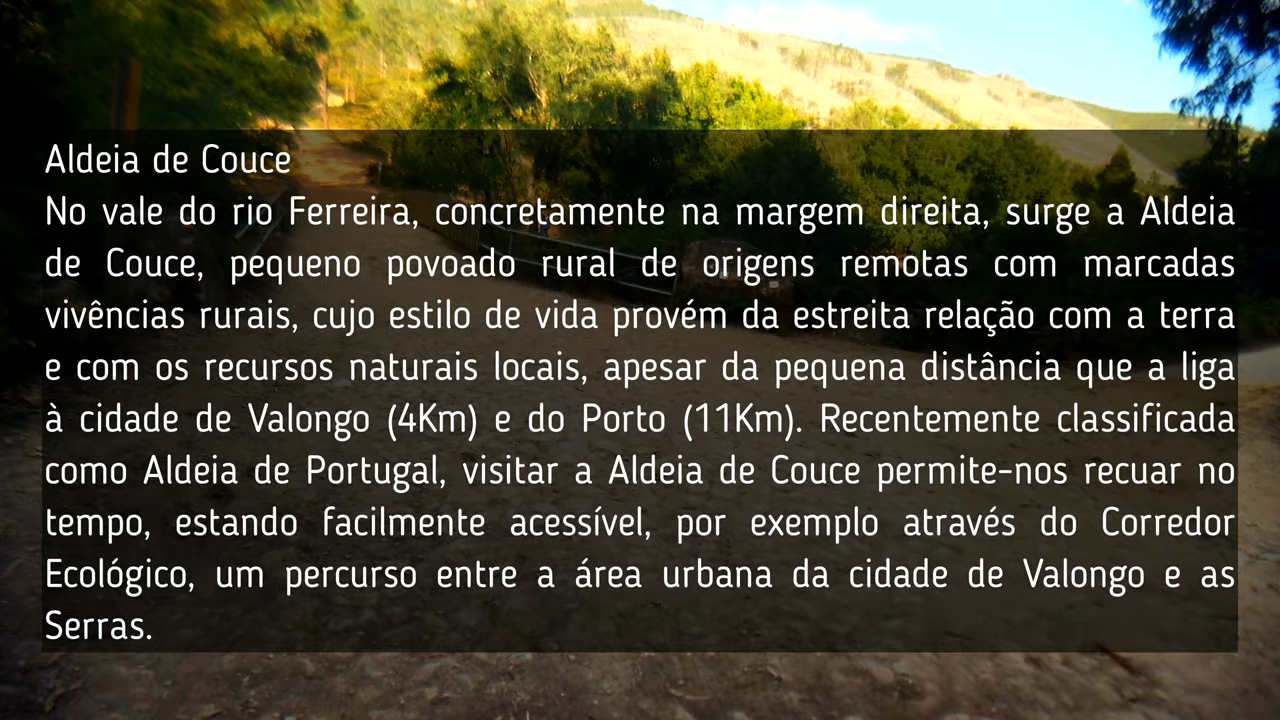 Aldeia de Couce
No vale do rio Ferreira, concretamente na margem direita, surge a Aldeia
de Couce, pequeno povoado rural de origens remotas com marcadas
vivências rurais, cujo estilo de vida provém da estreita relação com a terra
e com os recursos naturais locais, apesar da pequena distância que a liga
à cidade de Valongo (4Km) e do Porto (11Km). Recentemente classificada
como Aldeia de Portugal, visitar a Aldeia de Couce permite-nos recuar no
tempo, estando facilmente acessível, por exemplo através do Corredor
Ecológico, um percurso entre a área urbana da cidade de Valongo e as
Serras.